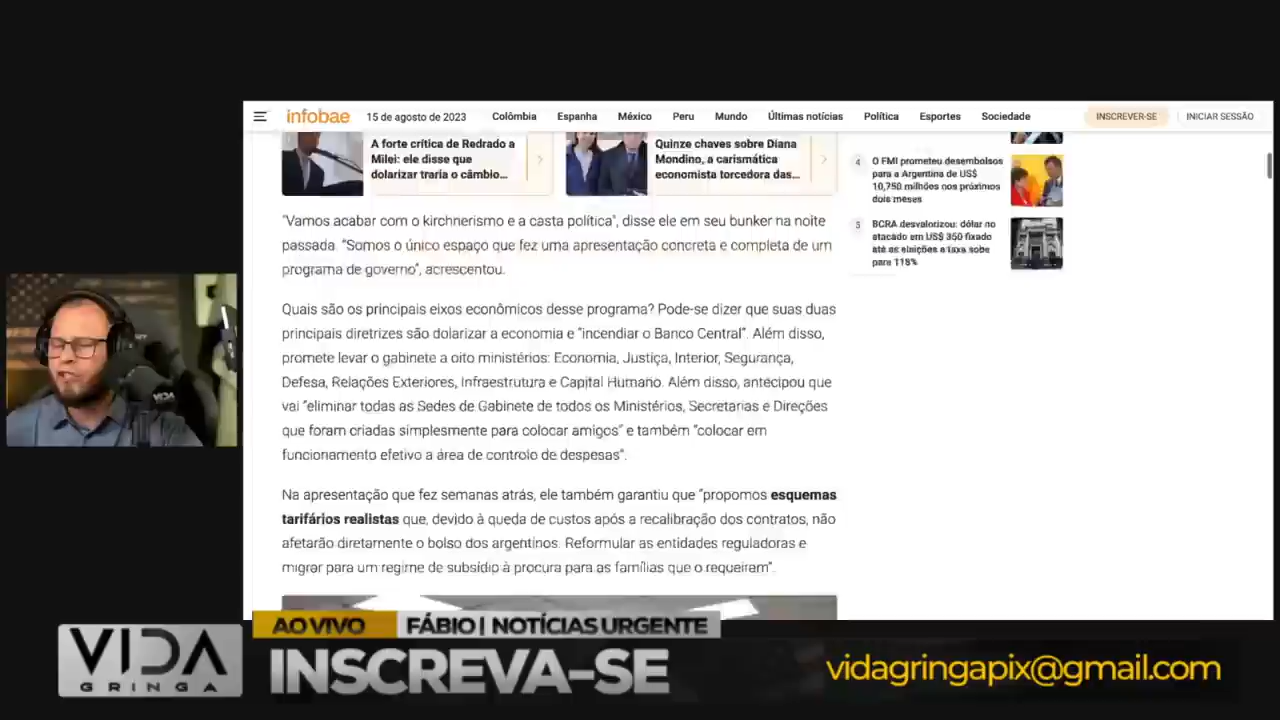 infobae
15 de agosto de 2023
Colômbia
Espanha
México
Peru
Mundo
Últimas notícias
Política
Esportes
Sociedade
INSCREVER-SE
INICIAR SESSÃO
A forte crítica de Redrado a
Milei: ele disse que
dolarizar traria o câmbio...
Quinze chaves sobre Diana
Mondino, a carismática
economista torcedora das...
4
O FMI prometeu desembolsos
para a Argentina de US$
10,750 milhões nos próximos
dois meses
5
BCRA desvalorizou: dólar no
atacado em US$ 350 fixado
até as eleições e taxa sobe
para 118%
"Vamos acabar com o kirchnerismo e a casta política", disse ele em seu bunker na noite
passada. "Somos o único espaço que fez uma apresentação concreta e completa de um
programa de governo", acrescentou.
Quais são os principais eixos econômicos desse programa? Pode-se dizer que suas duas
principais diretrizes são dolarizar a economia e "incendiar o Banco Central". Além disso,
promete levar o gabinete a oito ministérios: Economia, Justiça, Interior, Segurança,
Defesa, Relações Exteriores, Infraestrutura e Capital Humano. Além disso, antecipou que
vai "eliminar todas as Sedes de Gabinete de todos os Ministérios, Secretarias e Direções
que foram criadas simplesmente para colocar amigos" e também "colocar em
funcionamento efetivo a área de controlo de despesas".
Na apresentação que fez semanas atrás, ele também garantiu que "propomos esquemas
tarifários realistas que, devido à queda de custos após a recalibração dos contratos, não
afetarão diretamente o bolso dos argentinos. Reformular as entidades reguladoras e
migrar para um regime de subsídio à procura para as famílias que o requeiram".
VIDA
AO VIVO
FÁBIO | NOTÍCIAS URGENTE
VIDA
GRINGA
INSCREVA-SE
vidagringapix@gmail.com